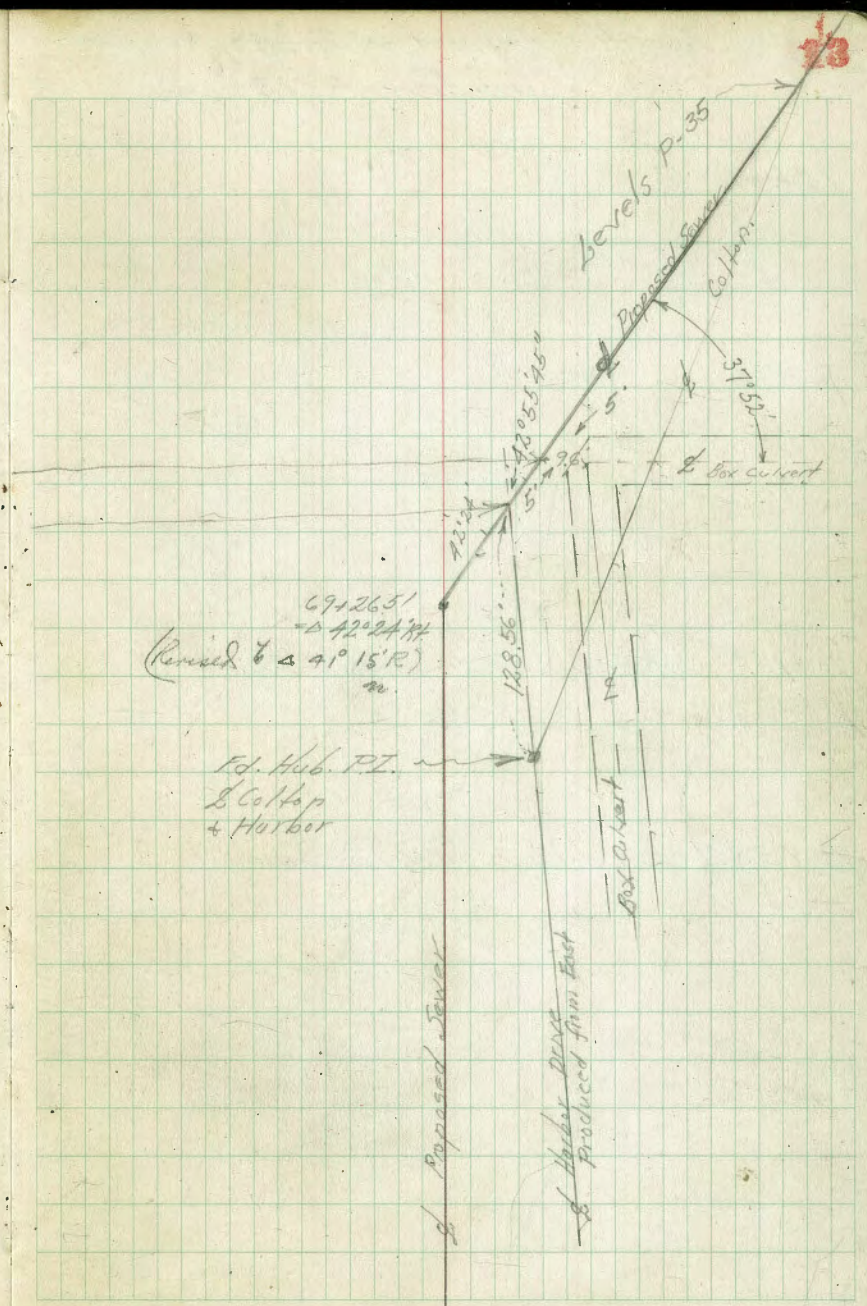 23
Levels P-35
℄ Proposed Sewer
Colton.
℄
37°52'
42°55'45"
5'
9.6'
5'
℄ Box Culvert
42°24'
69+26.51
=Δ 42°24' Rt
(Revised to Δ 41° 15' R)
128.56'
Fd. Hub. P.I.
℄ Colton
& Harbor
Box Culvert
℄ Proposed Sewer
℄ Harbor Drive
Produced from East